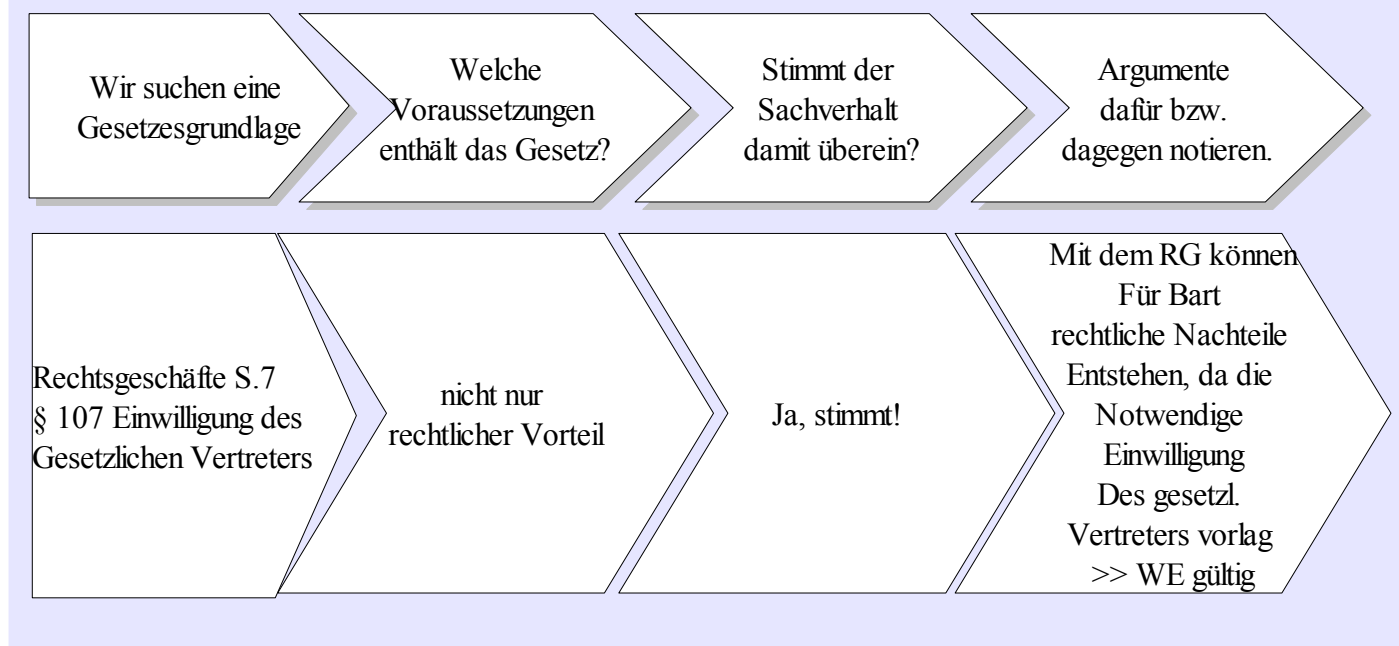 Wir suchen eine
Gesetzesgrundlage
Welche
Voraussetzungen
enthält das Gesetz?
Stimmt der
Sachverhalt
damit überein?
Argumente
dafür bzw.
dagegen notieren.
Rechtsgeschäfte S.7
§ 107 Einwilligung des
Gesetzlichen Vertreters
nicht nur
rechtlicher Vorteil
Ja, stimmt!
Mit dem RG können
Für Bart
rechtliche Nachteile
Entstehen, da die
Notwendige
Einwilligung
Des gesetzl.
Vertreters vorlag
>> WE gültig